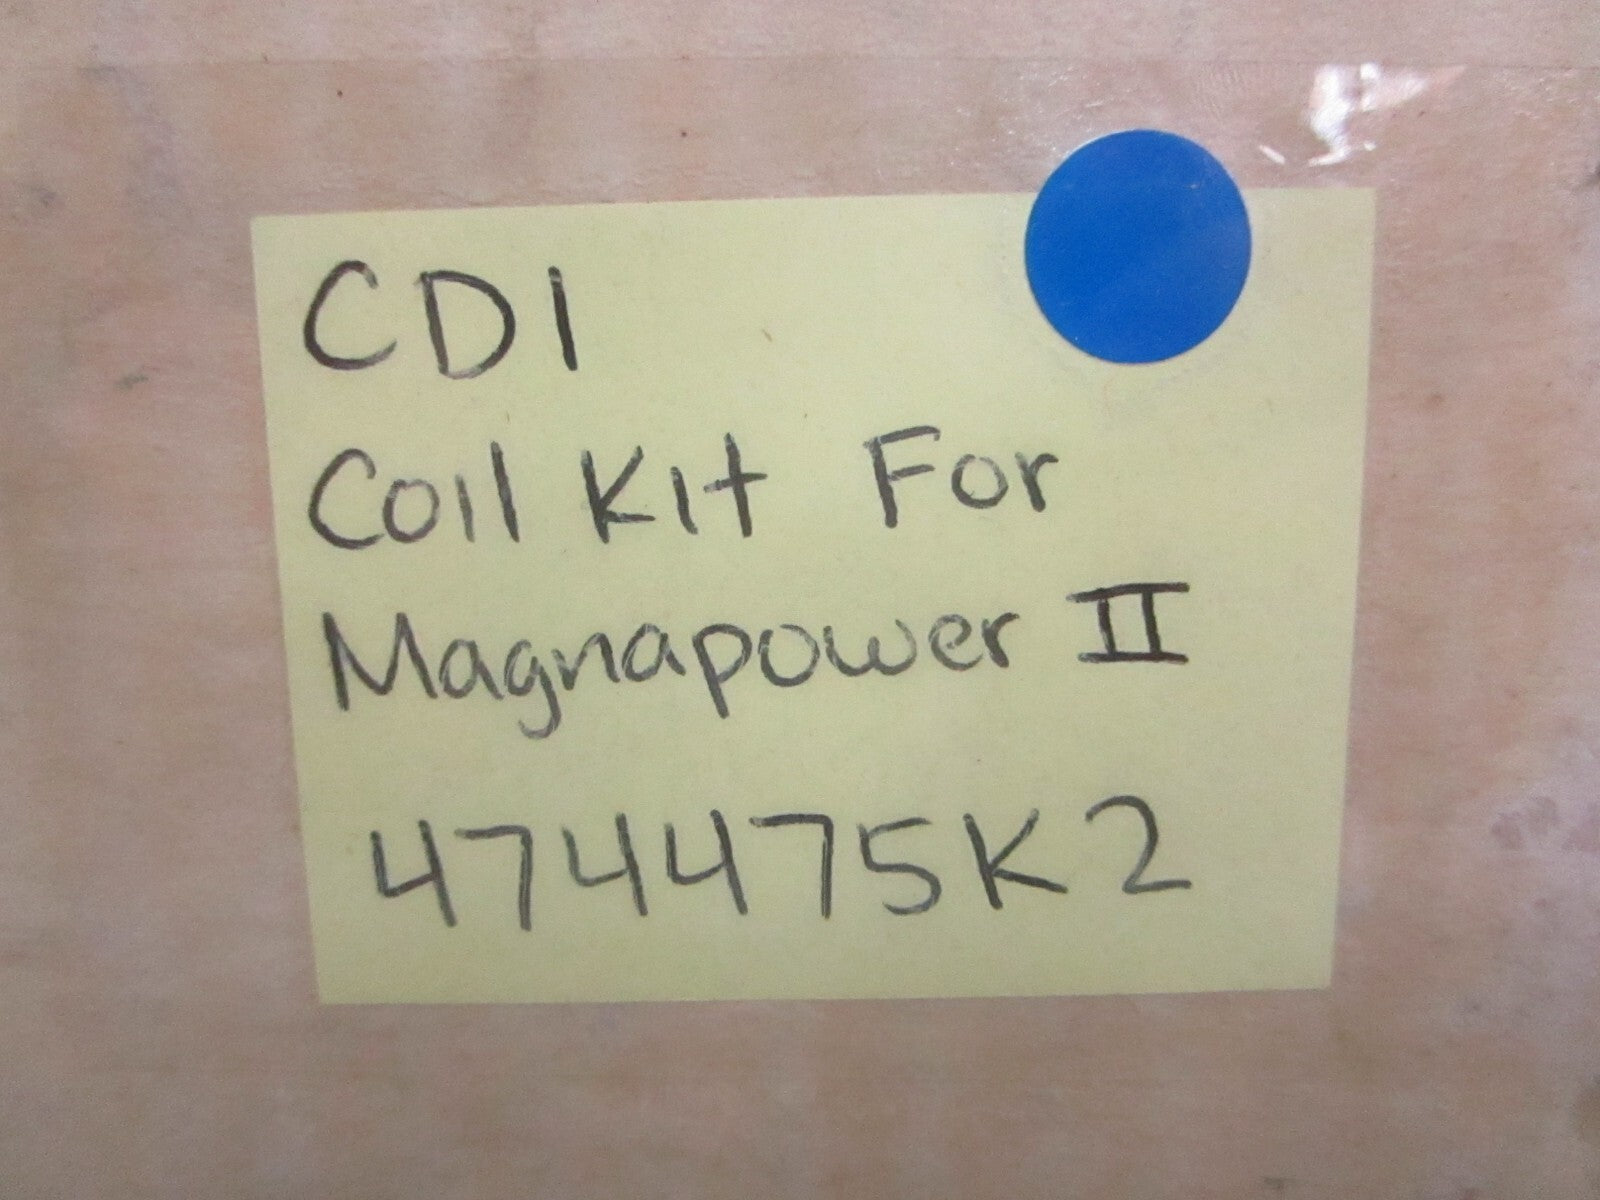 CDI
Coil Kit For
Magnapower II
474475K2